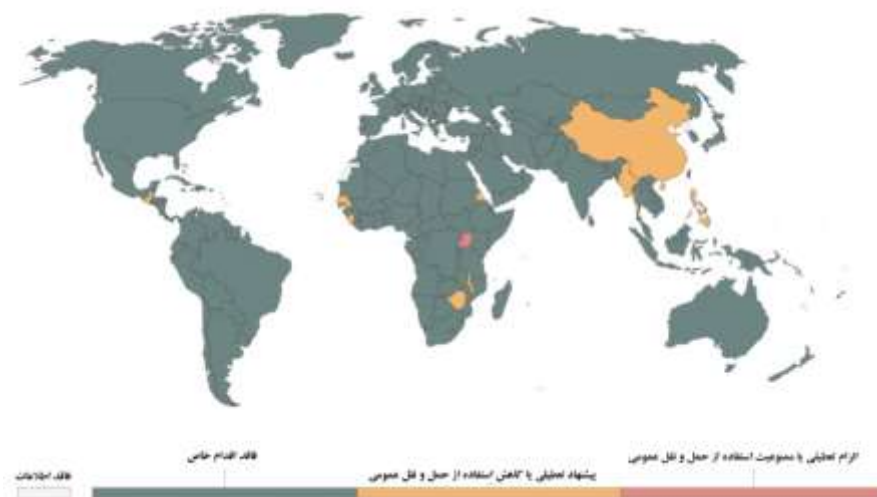 الزام تعطیلی یا ممنوعیت استفاده از حمل و نقل عمومی
پیشنهاد تعطیلی یا کاهش استفاده از حمل و نقل عمومی
فاقد اقدام خاص
فاقد اطلاعات